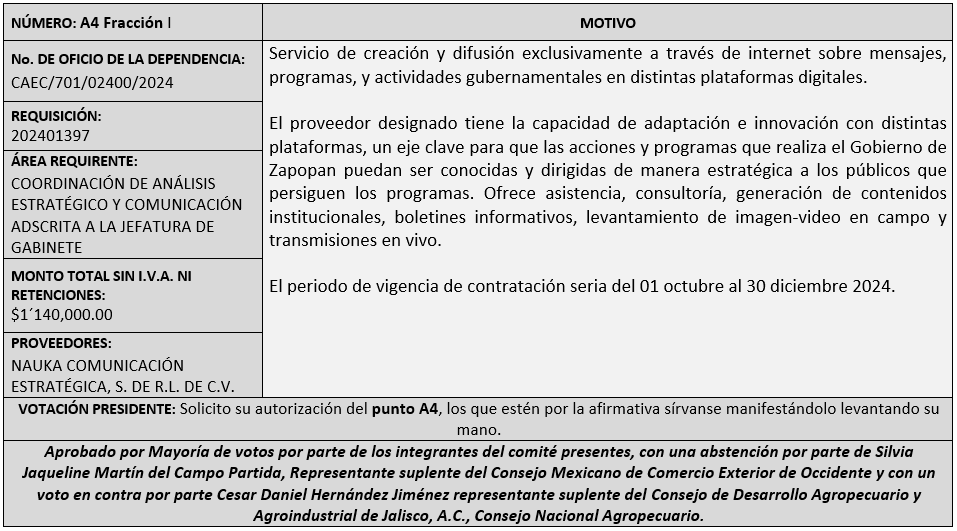 NÚMERO: A4 Fracción I
MOTIVO
No. DE OFICIO DE LA DEPENDENCIA:
CAEC/701/02400/2024
REQUISICIÓN:
202401397
ÁREA REQUIRENTE:
COORDINACIÓN DE ANÁLISIS
ESTRATÉGICO Y COMUNICACIÓN
ADSCRITA A LA JEFATURA DE
GABINETE
MONTO TOTAL SIN I.V.A. NI
RETENCIONES:
$1´140,000.00
PROVEEDORES:
NAUKA COMUNICACIÓN
ESTRATÉGICA, S. DE R.L. DE C.V.
Servicio de creación y difusión exclusivamente a través de internet sobre mensajes,
programas, y actividades gubernamentales en distintas plataformas digitales.
El proveedor designado tiene la capacidad de adaptación e innovación con distintas
plataformas, un eje clave para que las acciones y programas que realiza el Gobierno de
Zapopan puedan ser conocidas y dirigidas de manera estratégica a los públicos que
persiguen los programas. Ofrece asistencia, consultoría, generación de contenidos
institucionales, boletines informativos, levantamiento de imagen-video en campo y
transmisiones en vivo.
El periodo de vigencia de contratación seria del 01 octubre al 30 diciembre 2024.
VOTACIÓN PRESIDENTE: Solicito su autorización del punto A4, los que estén por la afirmativa sírvanse manifestándolo levantando su
mano.
Aprobado por Mayoría de votos por parte de los integrantes del comité presentes, con una abstención por parte de Silvia
Jaqueline Martín del Campo Partida, Representante suplente del Consejo Mexicano de Comercio Exterior de Occidente y con un
voto en contra por parte Cesar Daniel Hernández Jiménez representante suplente del Consejo de Desarrollo Agropecuario y
Agroindustrial de Jalisco, A.C., Consejo Nacional Agropecuario.